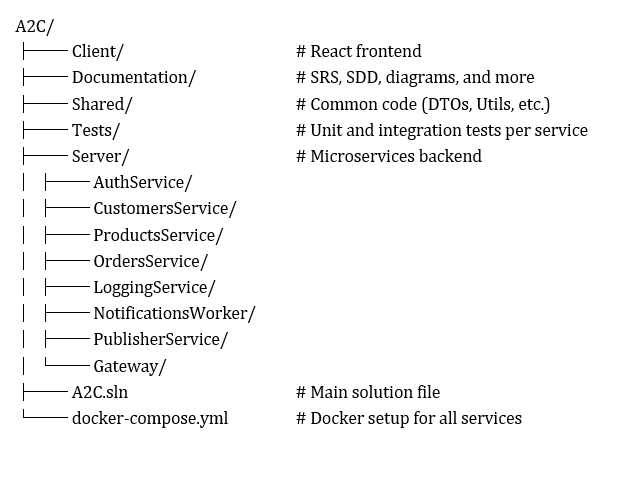 A2C/
├── Client/ # React frontend
├── Documentation/ # SRS, SDD, diagrams, and more
├── Shared/ # Common code (DTOs, Utils, etc.)
├── Tests/ # Unit and integration tests per service
├── Server/ # Microservices backend
│ ├── AuthService/
│ ├── CustomersService/
│ ├── ProductsService/
│ ├── OrdersService/
│ ├── LoggingService/
│ ├── NotificationsWorker/
│ ├── PublisherService/
│ └── Gateway/
├── A2C.sln # Main solution file
└── docker-compose.yml # Docker setup for all services